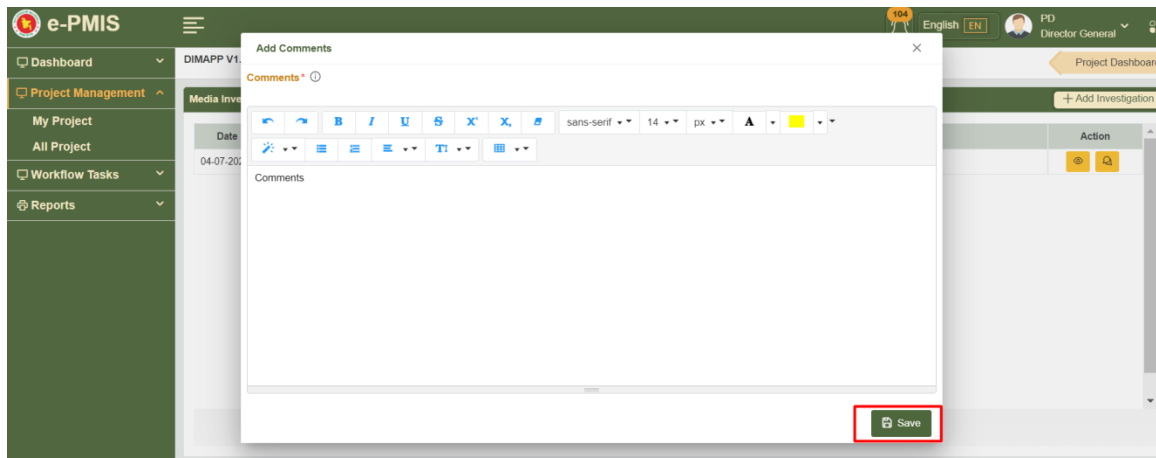 e-PMIS
104
English EN
PD
Director General
Dashboard
Project Management
My Project
All Project
Workflow Tasks
Reports
DIMAPP V1.
Project Dashboar
Media Inve
+ Add Investigation
Date
Action
04-07-202
Add Comments
Comments *
B I U S X X, sans-serif 14 px A
T
Comments
Save